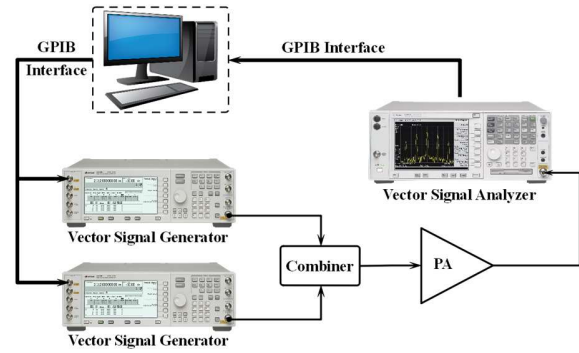 GPIB
Interface
GPIB Interface
Vector Signal Analyzer
Vector Signal Generator
Combiner
PA
Vector Signal Generator